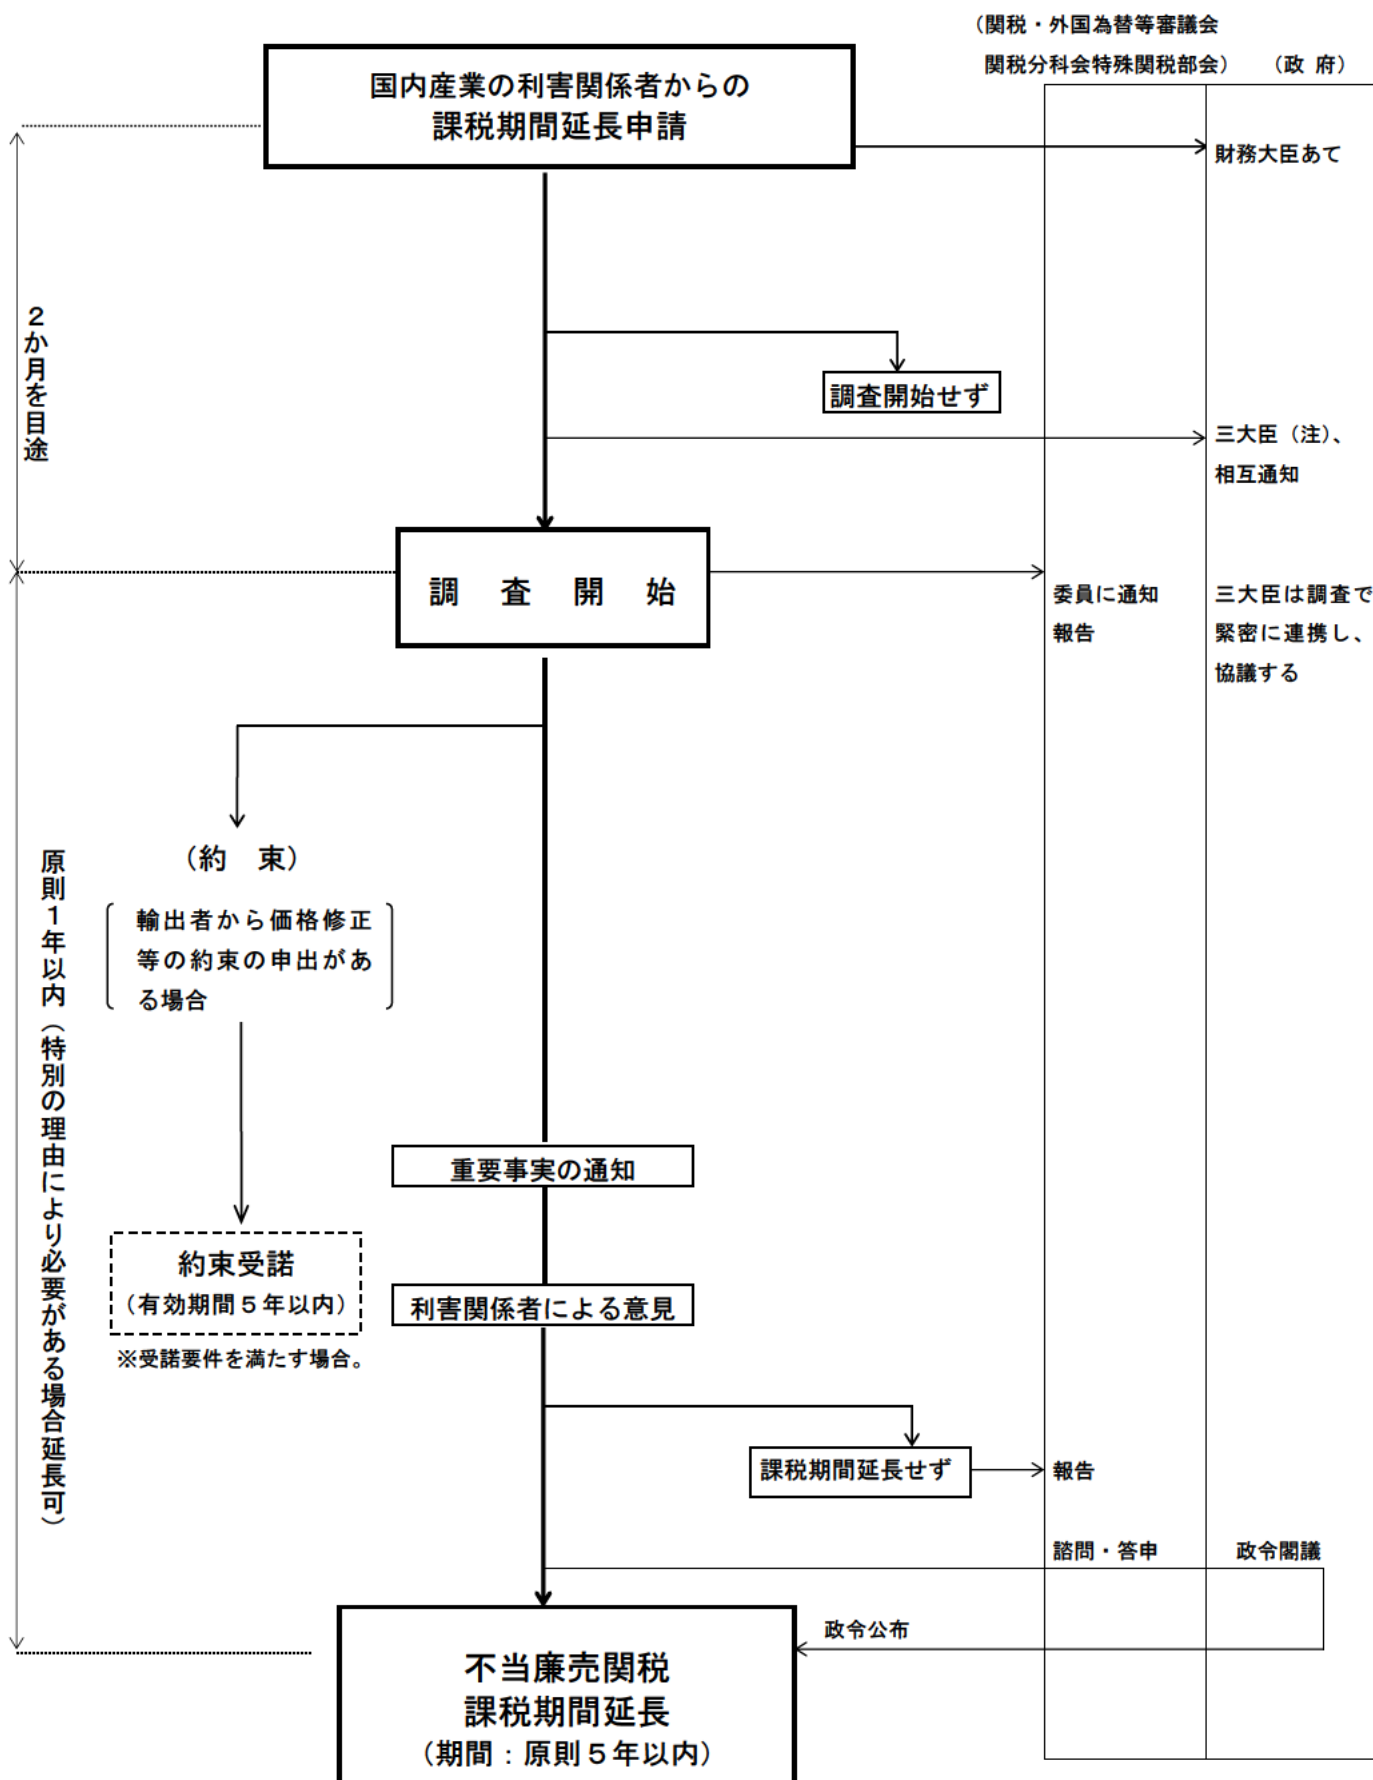 （関税・外国為替等審議会
関税分科会特殊関税部会）
（政 府）
国内産業の利害関係者からの
課税期間延長申請
財務大臣あて
２か月を目途
調査開始せず
三大臣（注）、
相互通知
調　査　開　始
委員に通知
報告
三大臣は調査で
緊密に連携し、
協議する
（約　束）
輸出者から価格修正
等の約束の申出があ
る場合
原則１年以内（特別の理由により必要がある場合延長可）
重要事実の通知
約束受諾
（有効期間５年以内）
※受諾要件を満たす場合。
利害関係者による意見
課税期間延長せず
報告
諮問・答申
政令閣議
政令公布
不当廉売関税
課税期間延長
（期間：原則５年以内）